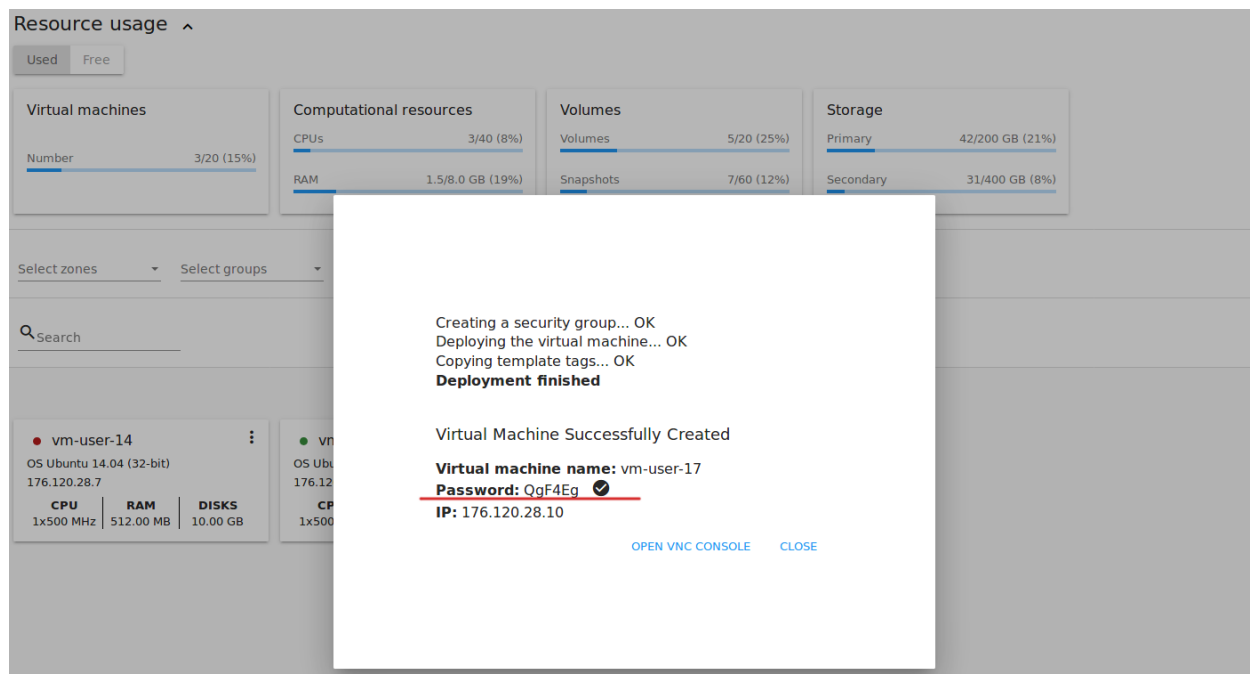 Resource usage
Used Free
Virtual machines
Number 3/20 (15%)
Computational resources
CPUs 3/40 (8%)
RAM 1.5/8.0 GB (19%)
Volumes
Volumes 5/20 (25%)
Snapshots 7/60 (12%)
Storage
Primary 42/200 GB (21%)
Secondary 31/400 GB (8%)
Select zones Select groups
Search
vm-user-14
OS Ubuntu 14.04 (32-bit)
176.120.28.7
CPU RAM DISKS
1x500 MHz 512.00 MB 10.00 GB
Creating a security group... OK
Deploying the virtual machine... OK
Copying template tags... OK
Deployment finished
Virtual Machine Successfully Created
Virtual machine name: vm-user-17
Password: QgF4Eg
IP: 176.120.28.10
OPEN VNC CONSOLE CLOSE